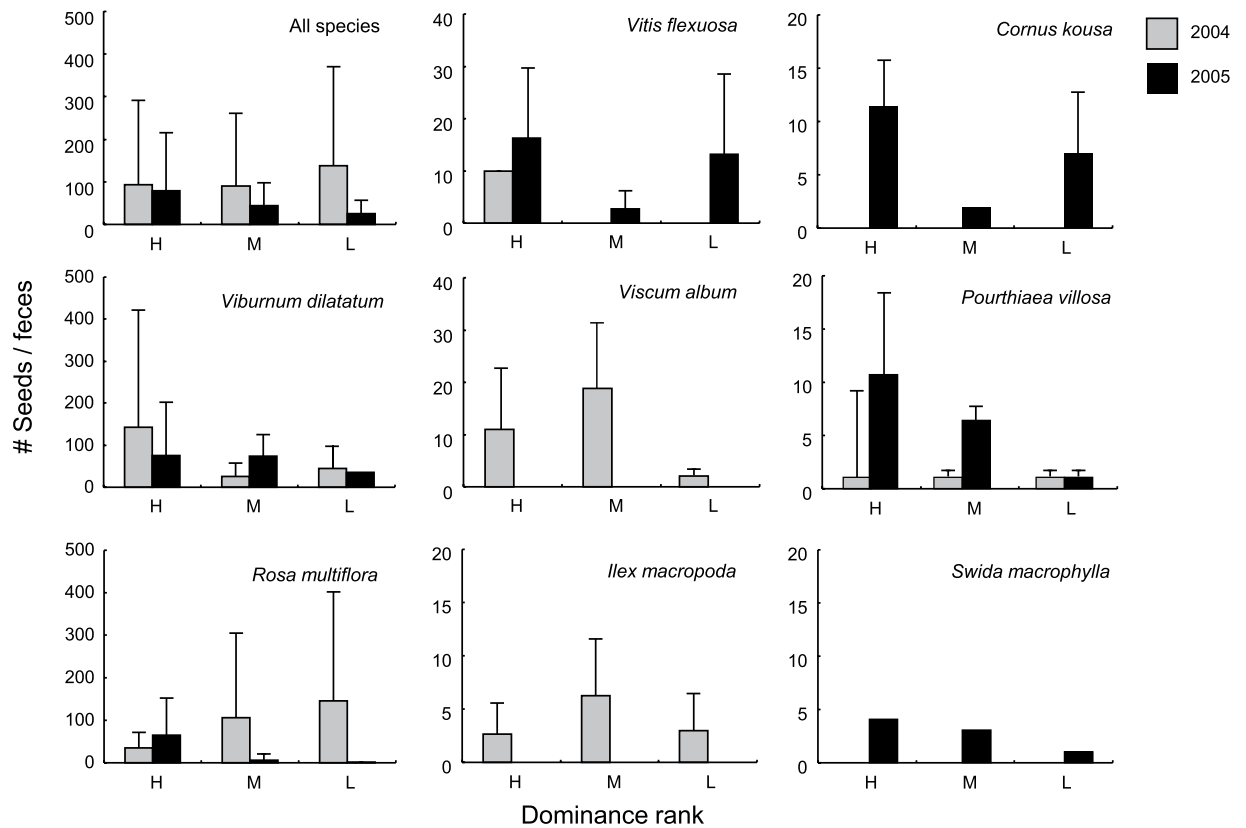 All species
500
400
300
200
100
0
H M L
Vitis flexuosa
40
30
20
10
0
H M L
Cornus kousa
20
15
10
5
0
H M L
2004
2005
# Seeds / feces
Viburnum dilatatum
500
400
300
200
100
0
H M L
Viscum album
40
30
20
10
0
H M L
Pourthiaea villosa
20
15
10
5
0
H M L
Rosa multiflora
500
400
300
200
100
0
H M L
Ilex macropoda
20
15
10
5
0
H M L
Swida macrophylla
20
15
10
5
0
H M L
Dominance rank